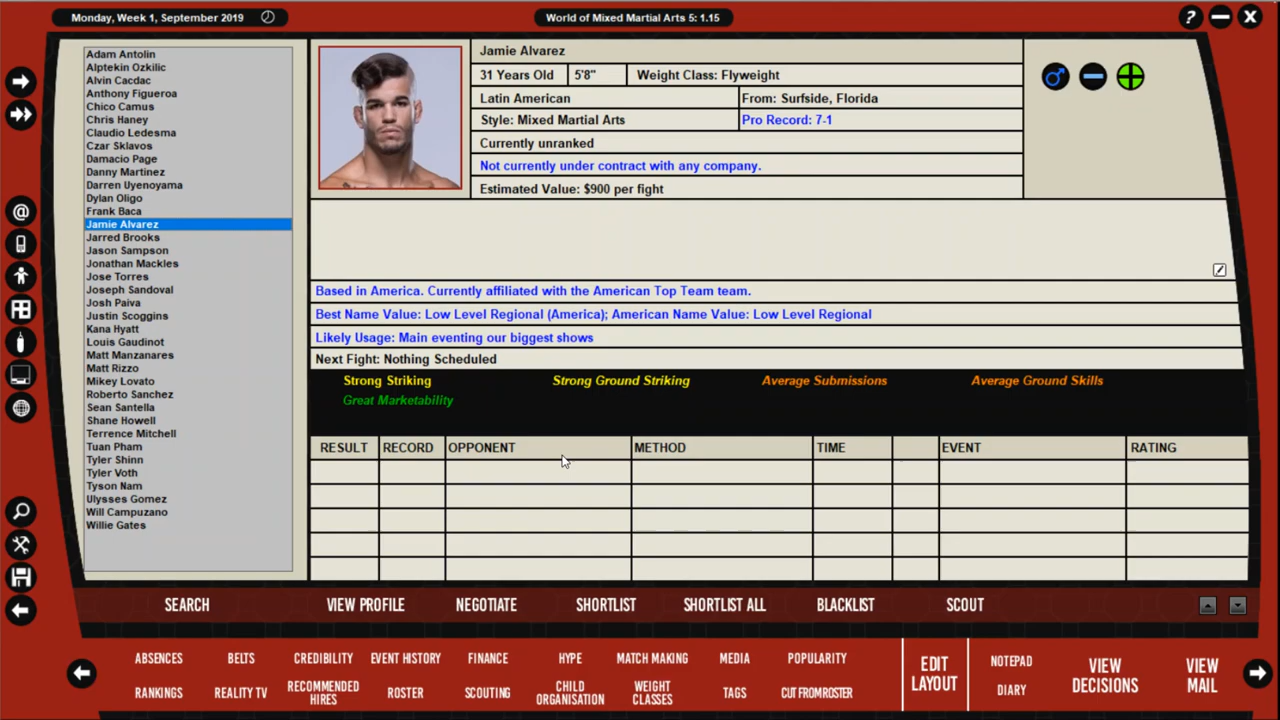 Monday, Week 1, September 2019
World of Mixed Martial Arts 5: 1.15
?
X
@
Adam Antolin
Alptekin Ozkilic
Alvin Cacdac
Anthony Figueroa
Chico Camus
Chris Haney
Claudio Ledesma
Czar Sklavos
Damacio Page
Danny Martinez
Darren Uyenoyama
Dylan Oligo
Frank Baca
Jamie Alvarez
Jarred Brooks
Jason Sampson
Jonathan Mackles
Jose Torres
Joseph Sandoval
Josh Paiva
Justin Scoggins
Kana Hyatt
Louis Gaudinot
Matt Manzanares
Matt Rizzo
Mikey Lovato
Roberto Sanchez
Sean Santella
Shane Howell
Terrence Mitchell
Tuan Pham
Tyler Shinn
Tyler Voth
Tyson Nam
Ulysses Gomez
Will Campuzano
Willie Gates
Jamie Alvarez
31 Years Old 5'8" Weight Class: Flyweight
Latin American From: Surfside, Florida
Style: Mixed Martial Arts Pro Record: 7-1
Currently unranked
Not currently under contract with any company.
Estimated Value: $900 per fight
Based in America. Currently affiliated with the American Top Team team.
Best Name Value: Low Level Regional (America); American Name Value: Low Level Regional
Likely Usage: Main eventing our biggest shows
Next Fight: Nothing Scheduled
Strong Striking Strong Ground Striking Average Submissions Average Ground Skills
Great Marketability
RESULT RECORD OPPONENT METHOD TIME EVENT RATING
SEARCH VIEW PROFILE NEGOTIATE SHORTLIST SHORTLIST ALL BLACKLIST SCOUT
ABSENCES BELTS CREDIBILITY EVENT HISTORY FINANCE HYPE MATCH MAKING MEDIA POPULARITY
RANKINGS REALITY TV RECOMMENDED HIRES ROSTER SCOUTING CHILD ORGANISATION WEIGHT CLASSES TAGS CUT FROM ROSTER
EDIT LAYOUT
NOTEPAD
DIARY
VIEW DECISIONS
VIEW MAIL